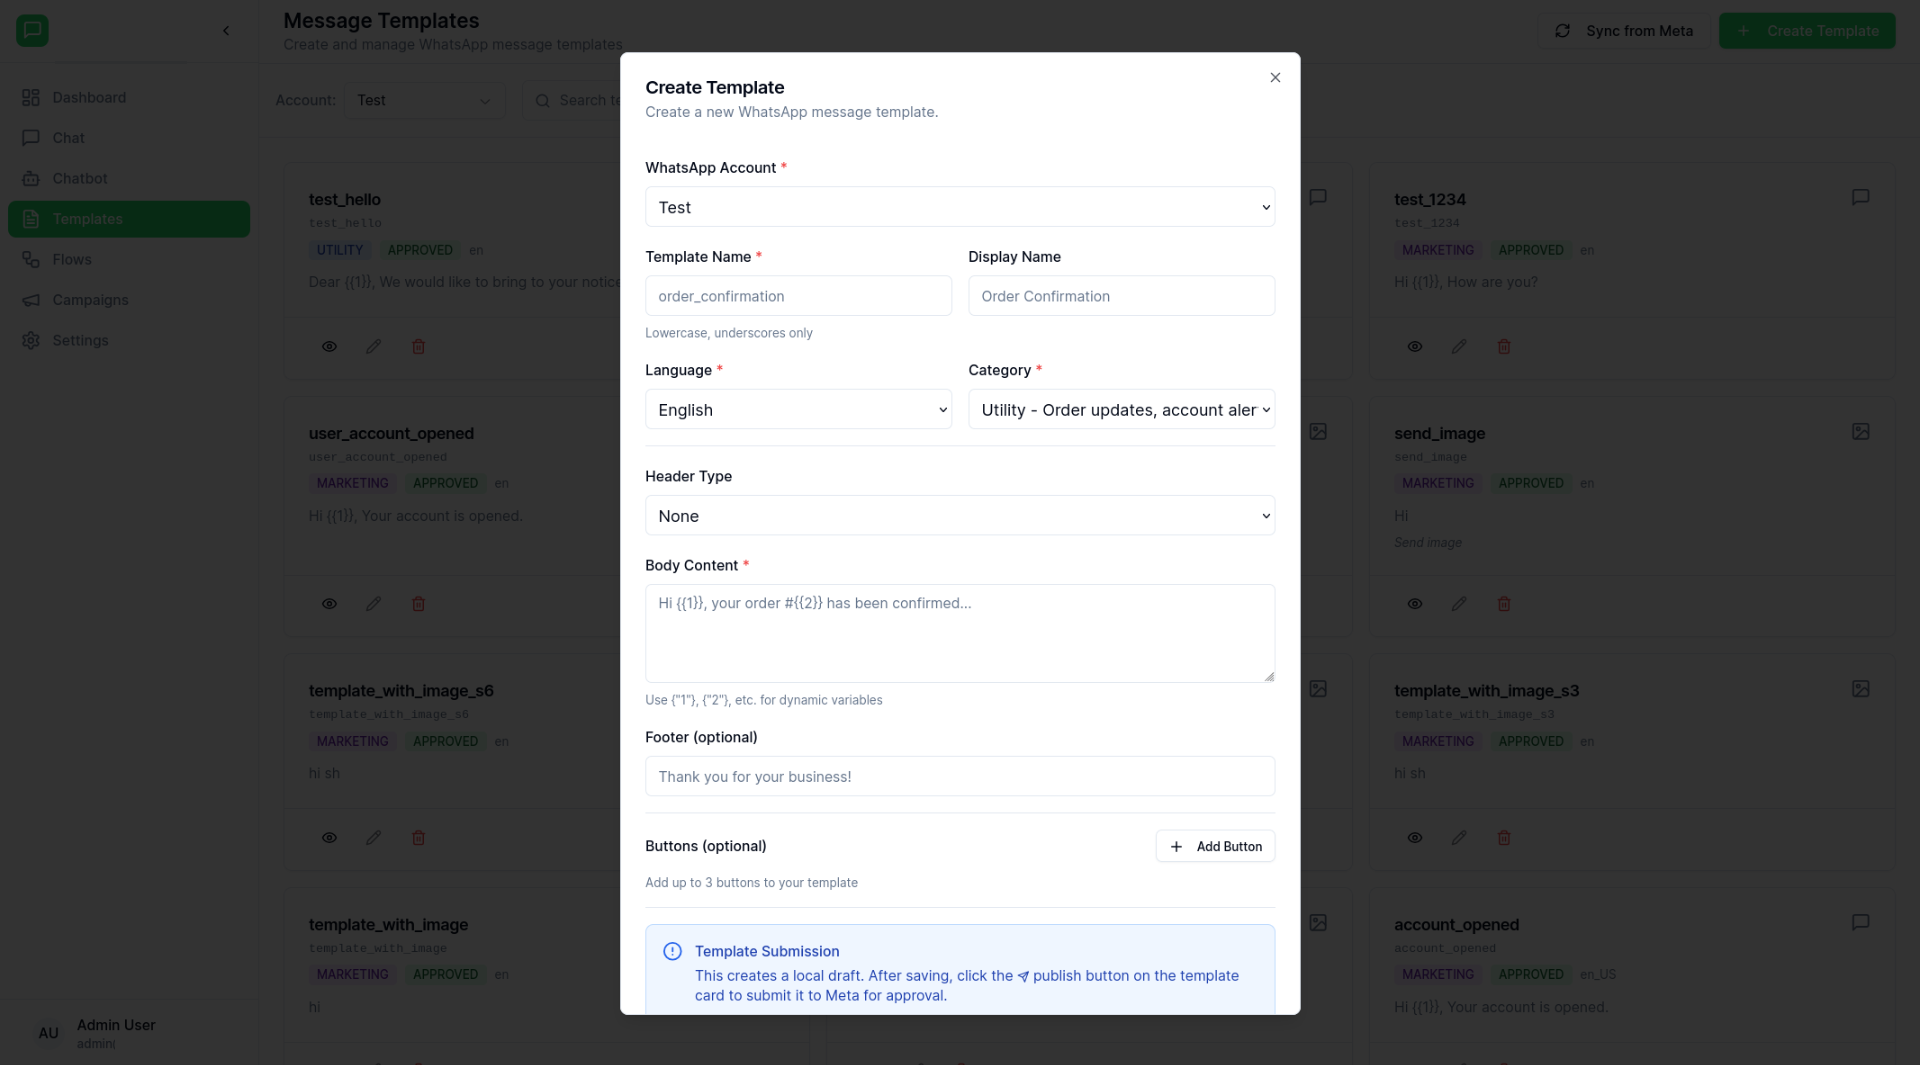 Message Templates
Create and manage WhatsApp message templates
Sync from Meta
Create Template
Dashboard
Chat
Chatbot
Templates
Flows
Campaigns
Settings
Account:
Test
Search
test_hello
test_hello
UTILITY APPROVED en
Dear {{1}}, We would like to bring to your notice
user_account_opened
user_account_opened
MARKETING APPROVED en
Hi {{1}}, Your account is opened.
template_with_image_s6
template_with_image_s6
MARKETING APPROVED en
hi sh
template_with_image
template_with_image
MARKETING APPROVED en
hi
Create Template
Create a new WhatsApp message template.
WhatsApp Account *
Test
Template Name *
order_confirmation
Lowercase, underscores only
Display Name
Order Confirmation
Language *
English
Category *
Utility - Order updates, account aler
Header Type
None
Body Content *
Hi {{1}}, your order #{{2}} has been confirmed...
Use {"1"}, {"2"}, etc. for dynamic variables
Footer (optional)
Thank you for your business!
Buttons (optional)
Add Button
Add up to 3 buttons to your template
Template Submission
This creates a local draft. After saving, click the publish button on the template
card to submit it to Meta for approval.
test_1234
test_1234
MARKETING APPROVED en
Hi {{1}}, How are you?
send_image
send_image
MARKETING APPROVED en
Hi
Send image
template_with_image_s3
template_with_image_s3
MARKETING APPROVED en
hi sh
account_opened
account_opened
MARKETING APPROVED en_US
Hi {{1}}, Your account is opened.
AU
Admin User
admin(